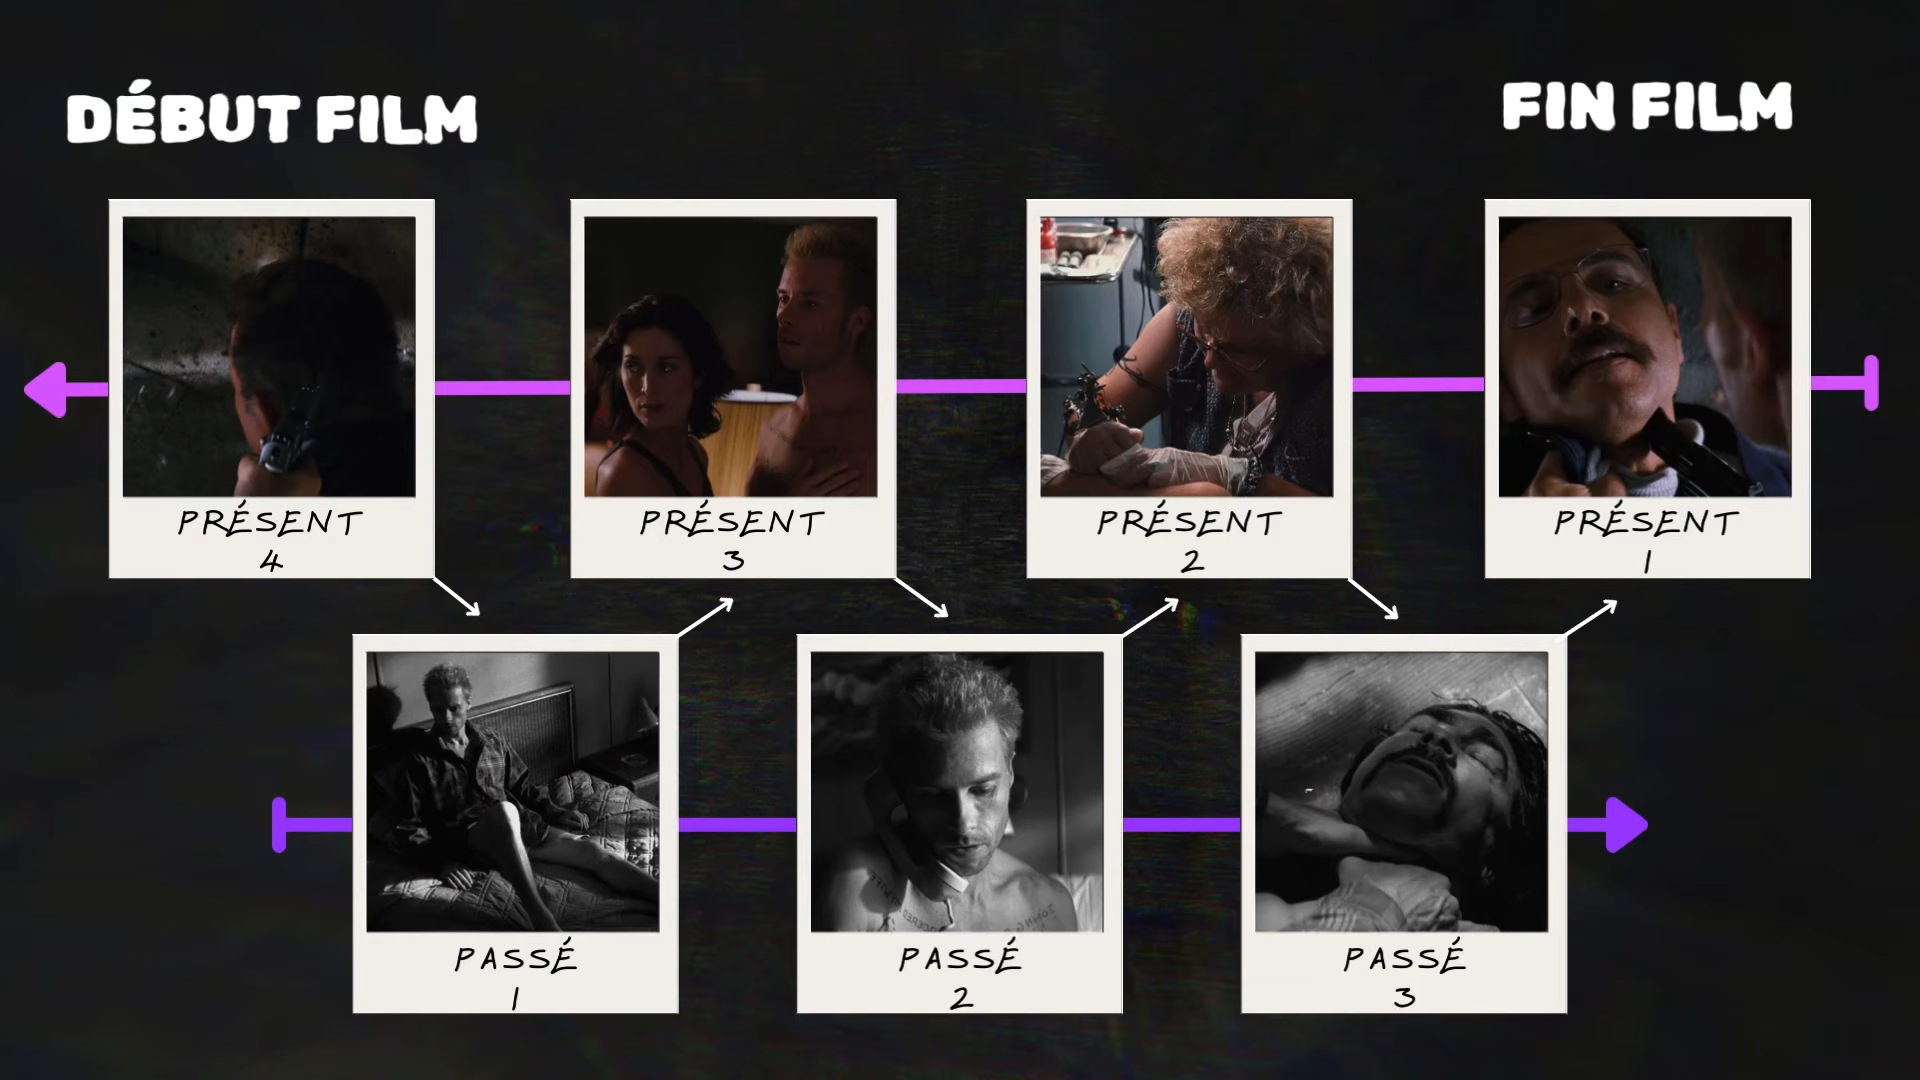 DÉBUT FILM
FIN FILM
PRÉSENT
4
PRÉSENT
3
PRÉSENT
2
PRÉSENT
1
PASSÉ
1
PASSÉ
2
PASSÉ
3